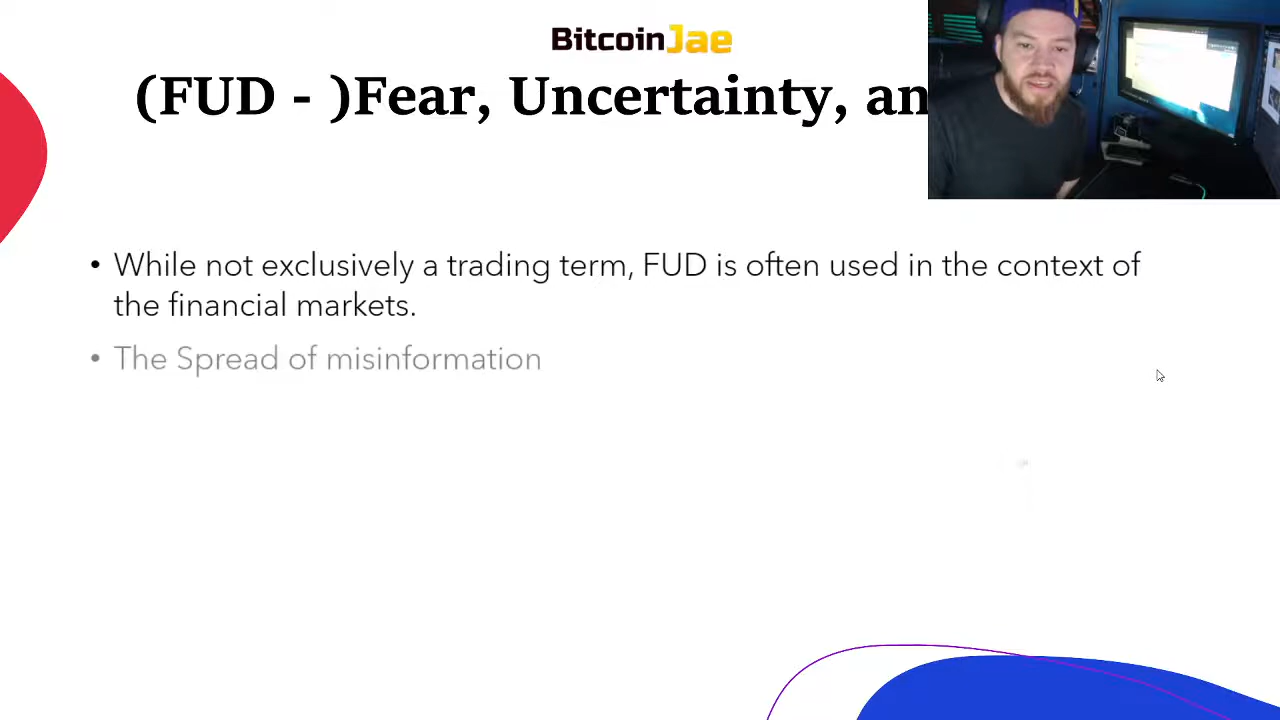 BitcoinJae
(FUD - )Fear, Uncertainty, an
• While not exclusively a trading term, FUD is often used in the context of
the financial markets.
• The Spread of misinformation